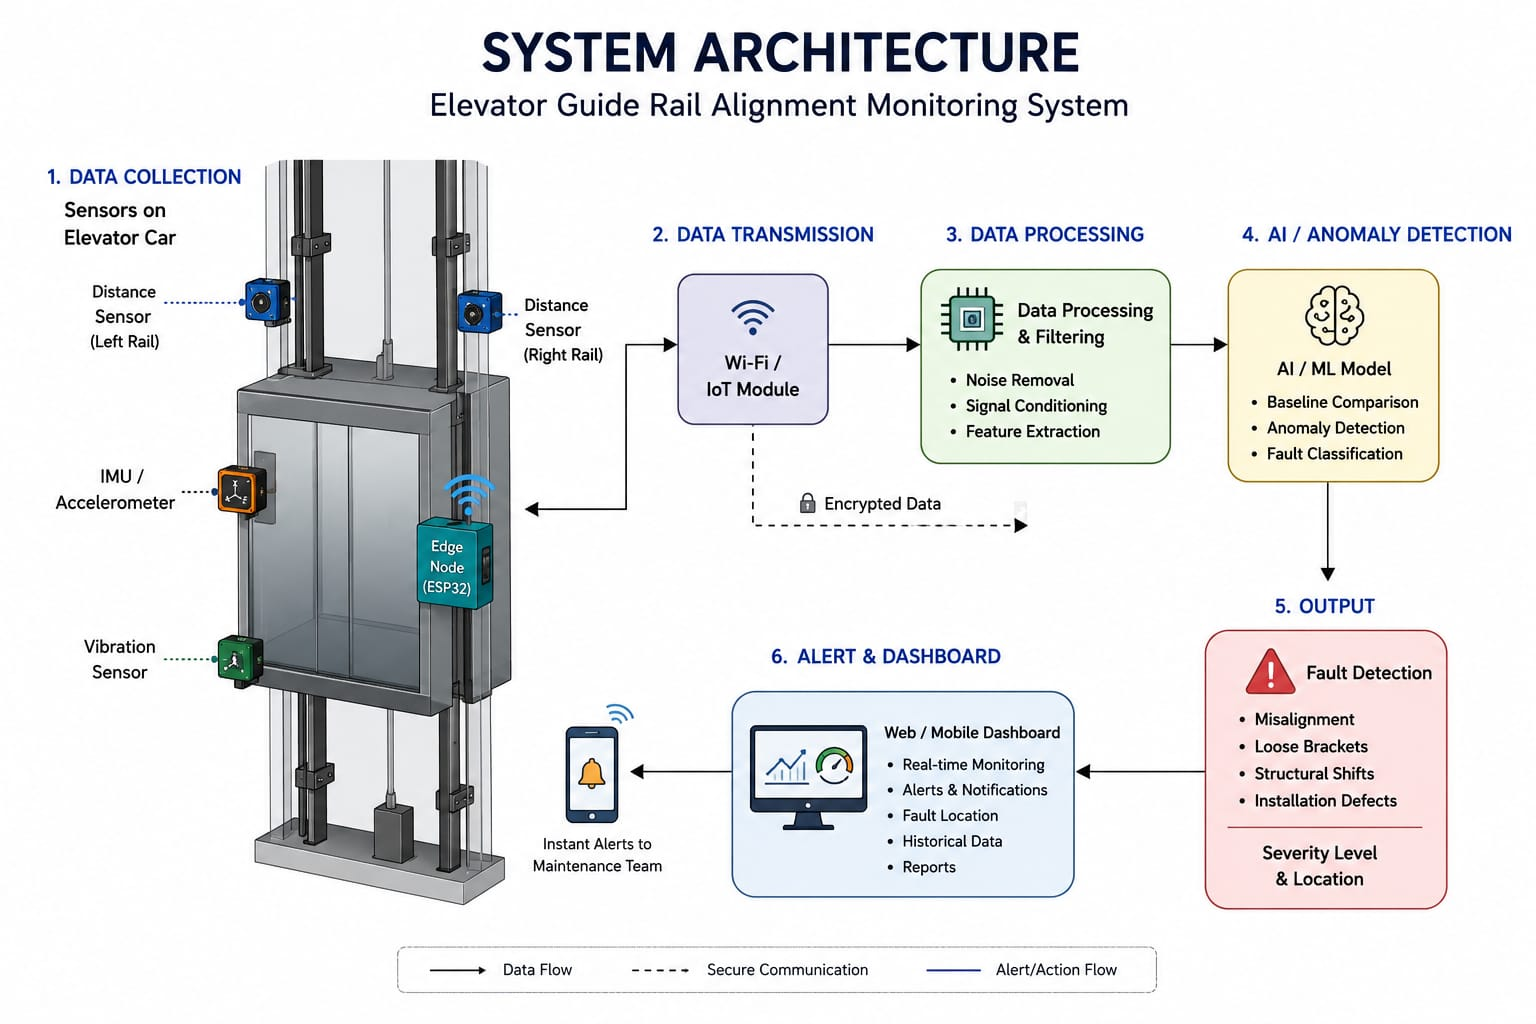 SYSTEM ARCHITECTURE
Elevator Guide Rail Alignment Monitoring System
1. DATA COLLECTION
Sensors on
Elevator Car
Distance
Sensor
(Left Rail)
Distance
Sensor
(Right Rail)
IMU /
Accelerometer
Edge
Node
(ESP32)
Vibration
Sensor
2. DATA TRANSMISSION
Wi-Fi /
IoT Module
Encrypted Data
3. DATA PROCESSING
Data Processing
& Filtering
• Noise Removal
• Signal Conditioning
• Feature Extraction
4. AI / ANOMALY DETECTION
AI / ML Model
• Baseline Comparison
• Anomaly Detection
• Fault Classification
5. OUTPUT
Fault Detection
• Misalignment
• Loose Brackets
• Structural Shifts
• Installation Defects
Severity Level
& Location
6. ALERT & DASHBOARD
Web / Mobile Dashboard
• Real-time Monitoring
• Alerts & Notifications
• Fault Location
• Historical Data
• Reports
Instant Alerts to
Maintenance Team
Data Flow
Secure Communication
Alert/Action Flow